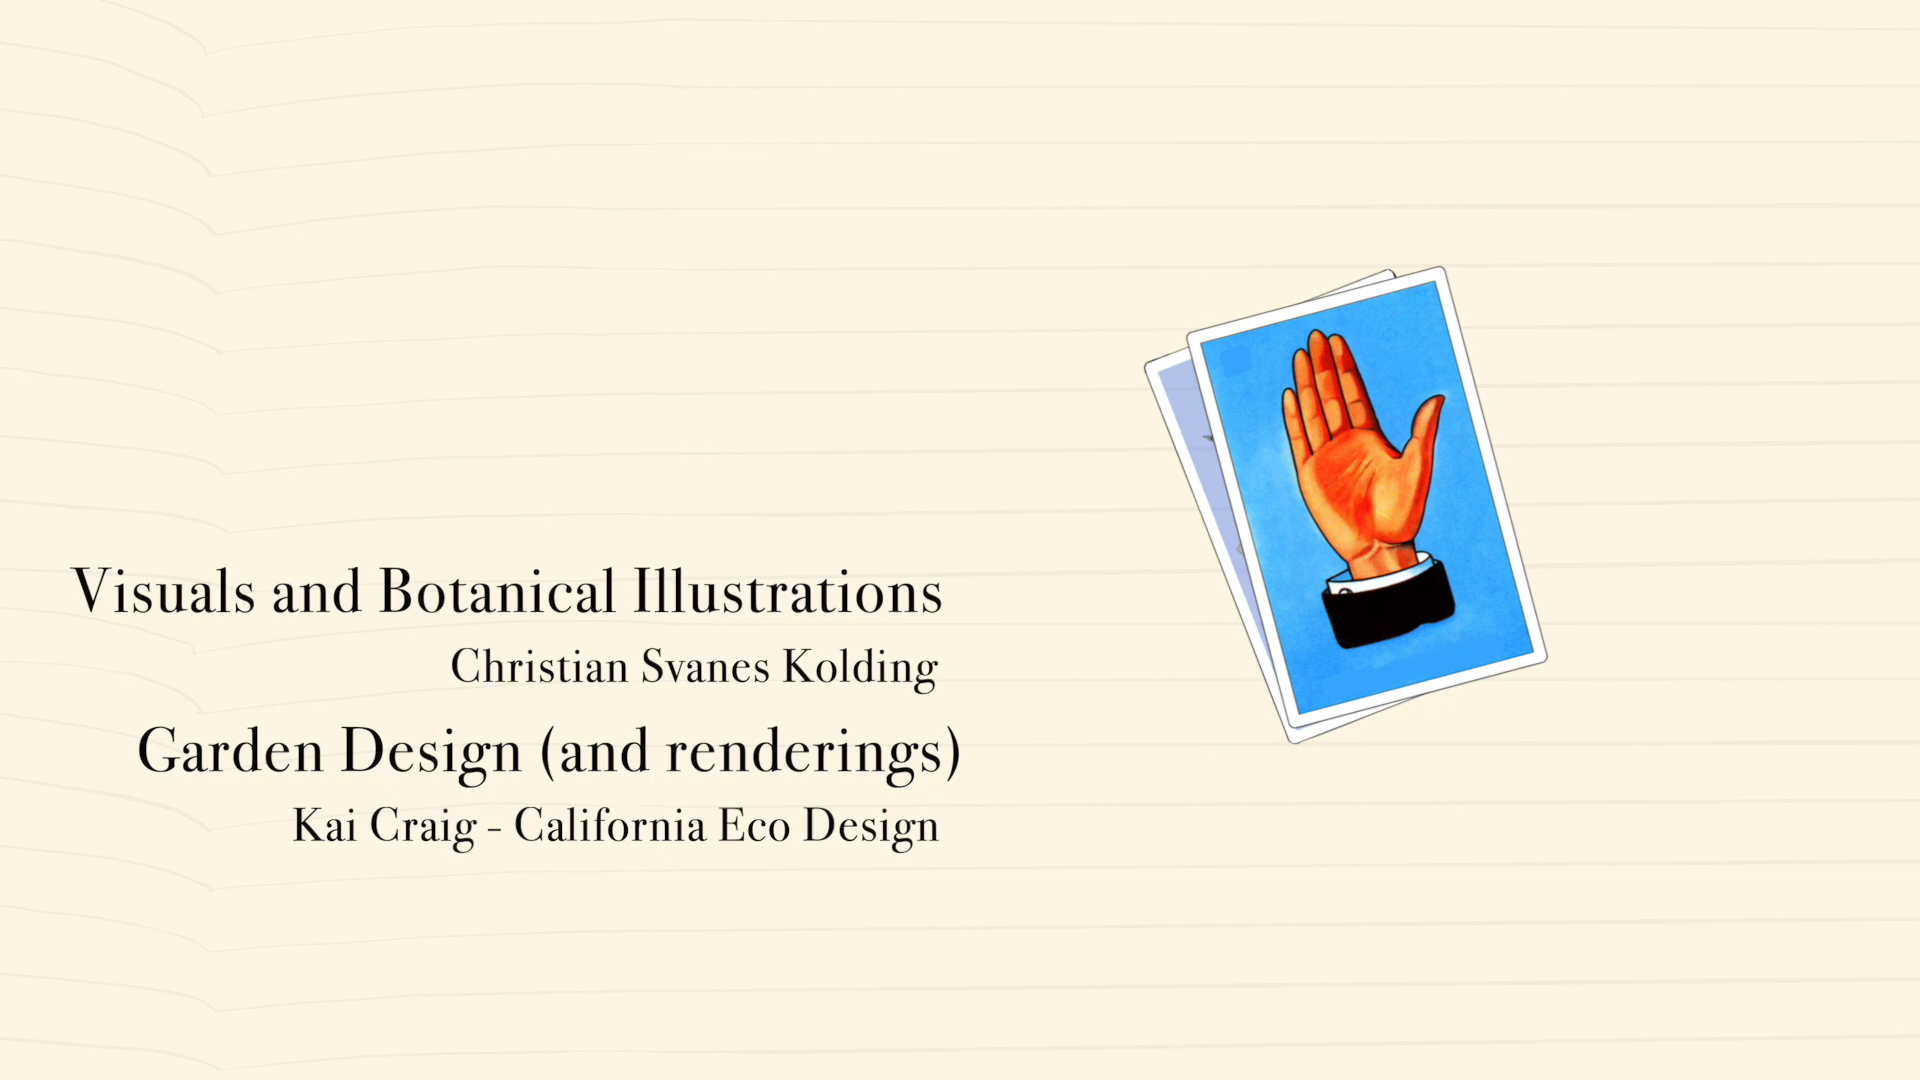 Visuals and Botanical Illustrations
Christian Svanes Kolding
Garden Design (and renderings)
Kai Craig - California Eco Design